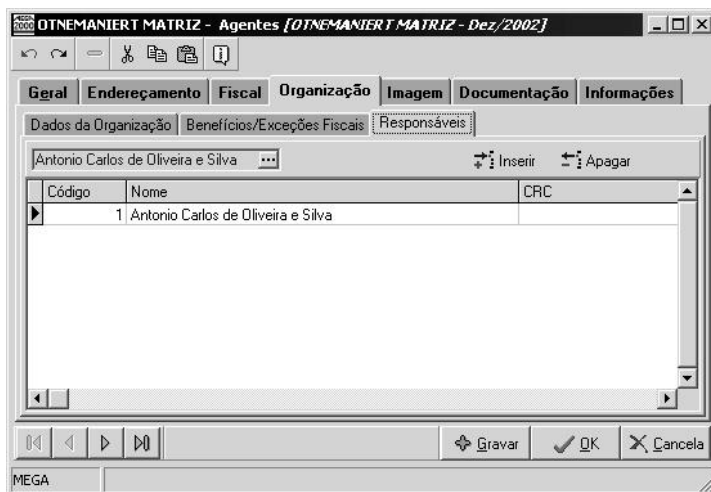 OTNEMANIERT MATRIZ - Agentes [OTNEMANIERT MATRIZ - Dez/2002]
Geral Endereçamento Fiscal Organização Imagem Documentação Informações
Dados da Organização Benefícios/Exceções Fiscais Responsáveis
Antonio Carlos de Oliveira e Silva ... Inserir Apagar
Código Nome CRC
1 Antonio Carlos de Oliveira e Silva
Gravar OK Cancela
MEGA